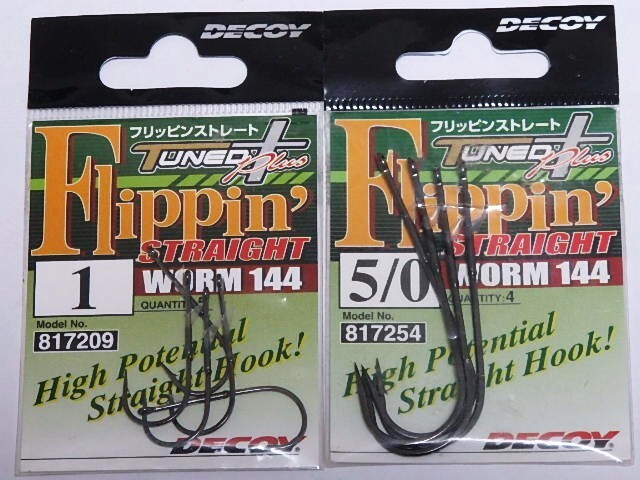 DECOY
フリッピンストレート
TUNED+ Plus
Flippin'
STRAIGHT
1
WORM 144
QUANTITY:5
Model No.
817209
High Potential
Straight Hook!
DECOY
DECOY
フリッピンストレート
TUNED+ Plus
Flippin'
STRAIGHT
5/0
WORM 144
QUANTITY:4
Model No.
817254
High Potential
Straight Hook!
DECOY